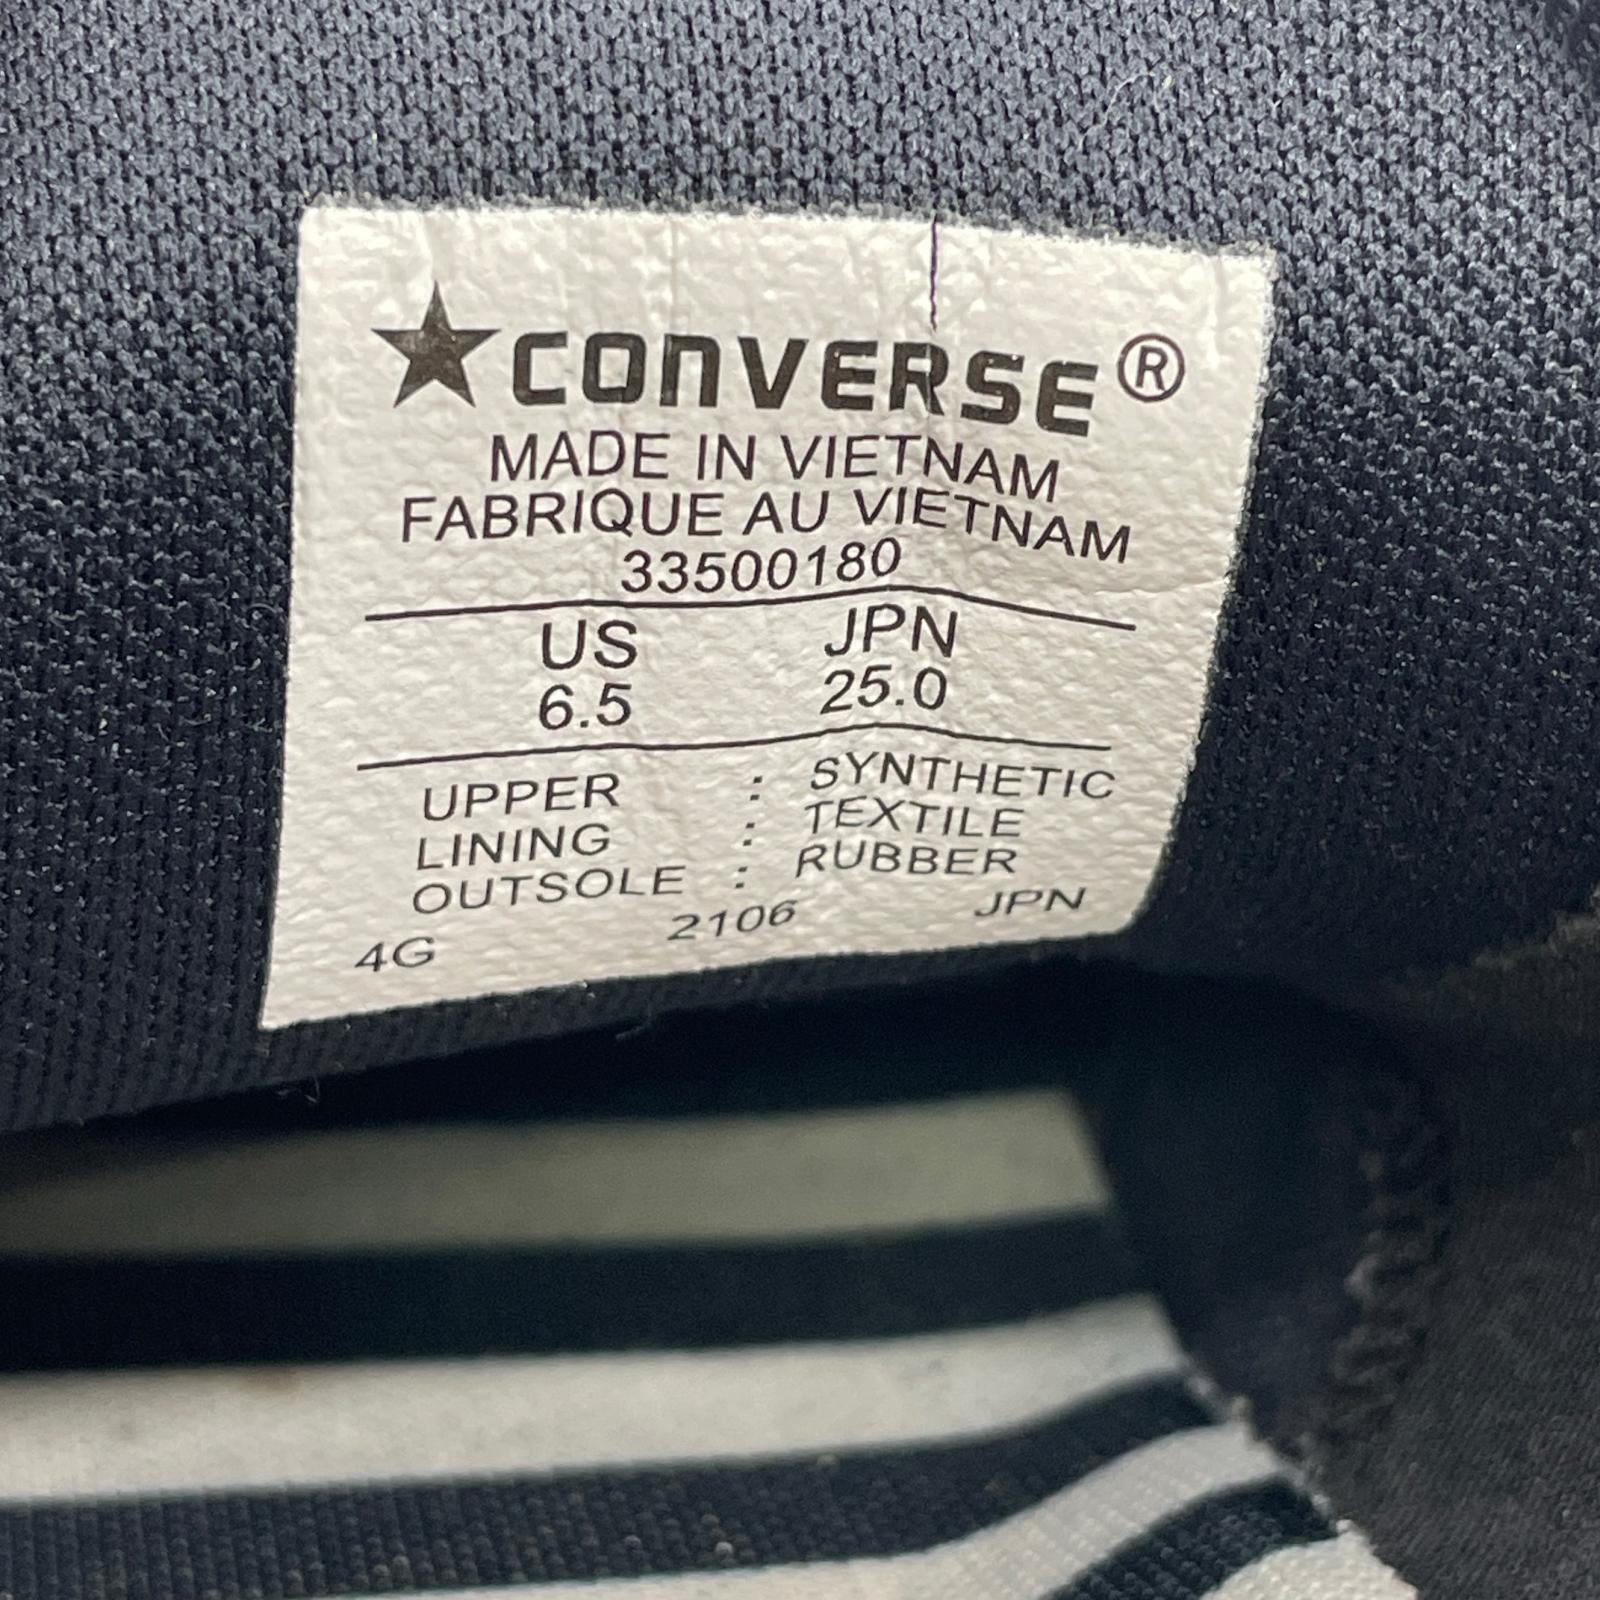 ★CONVERSE®
MADE IN VIETNAM
FABRIQUE AU VIETNAM
33500180
US JPN
6.5 25.0
UPPER : SYNTHETIC
LINING : TEXTILE
OUTSOLE : RUBBER
4G 2106 JPN